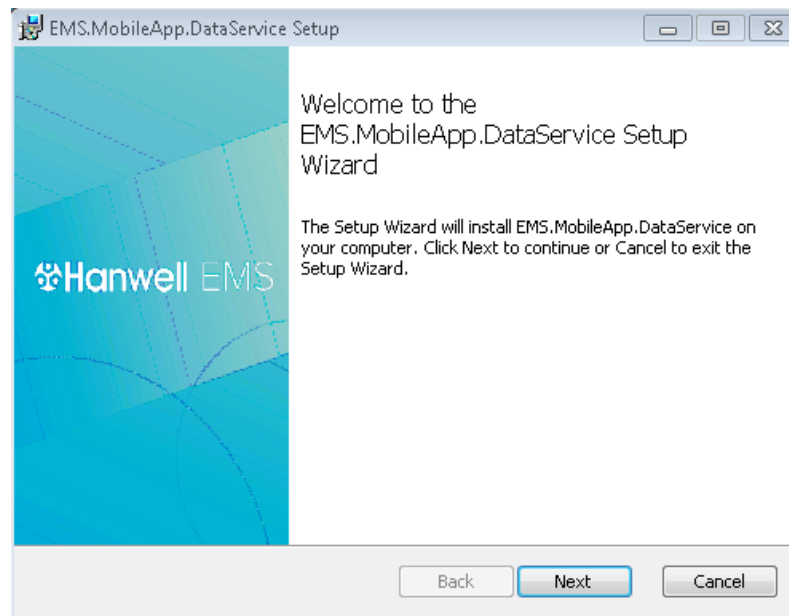 EMS.MobileApp.DataService Setup
Welcome to the
EMS.MobileApp.DataService Setup
Wizard
The Setup Wizard will install EMS.MobileApp.DataService on
your computer. Click Next to continue or Cancel to exit the
Setup Wizard.
Hanwell EMS
Back Next Cancel